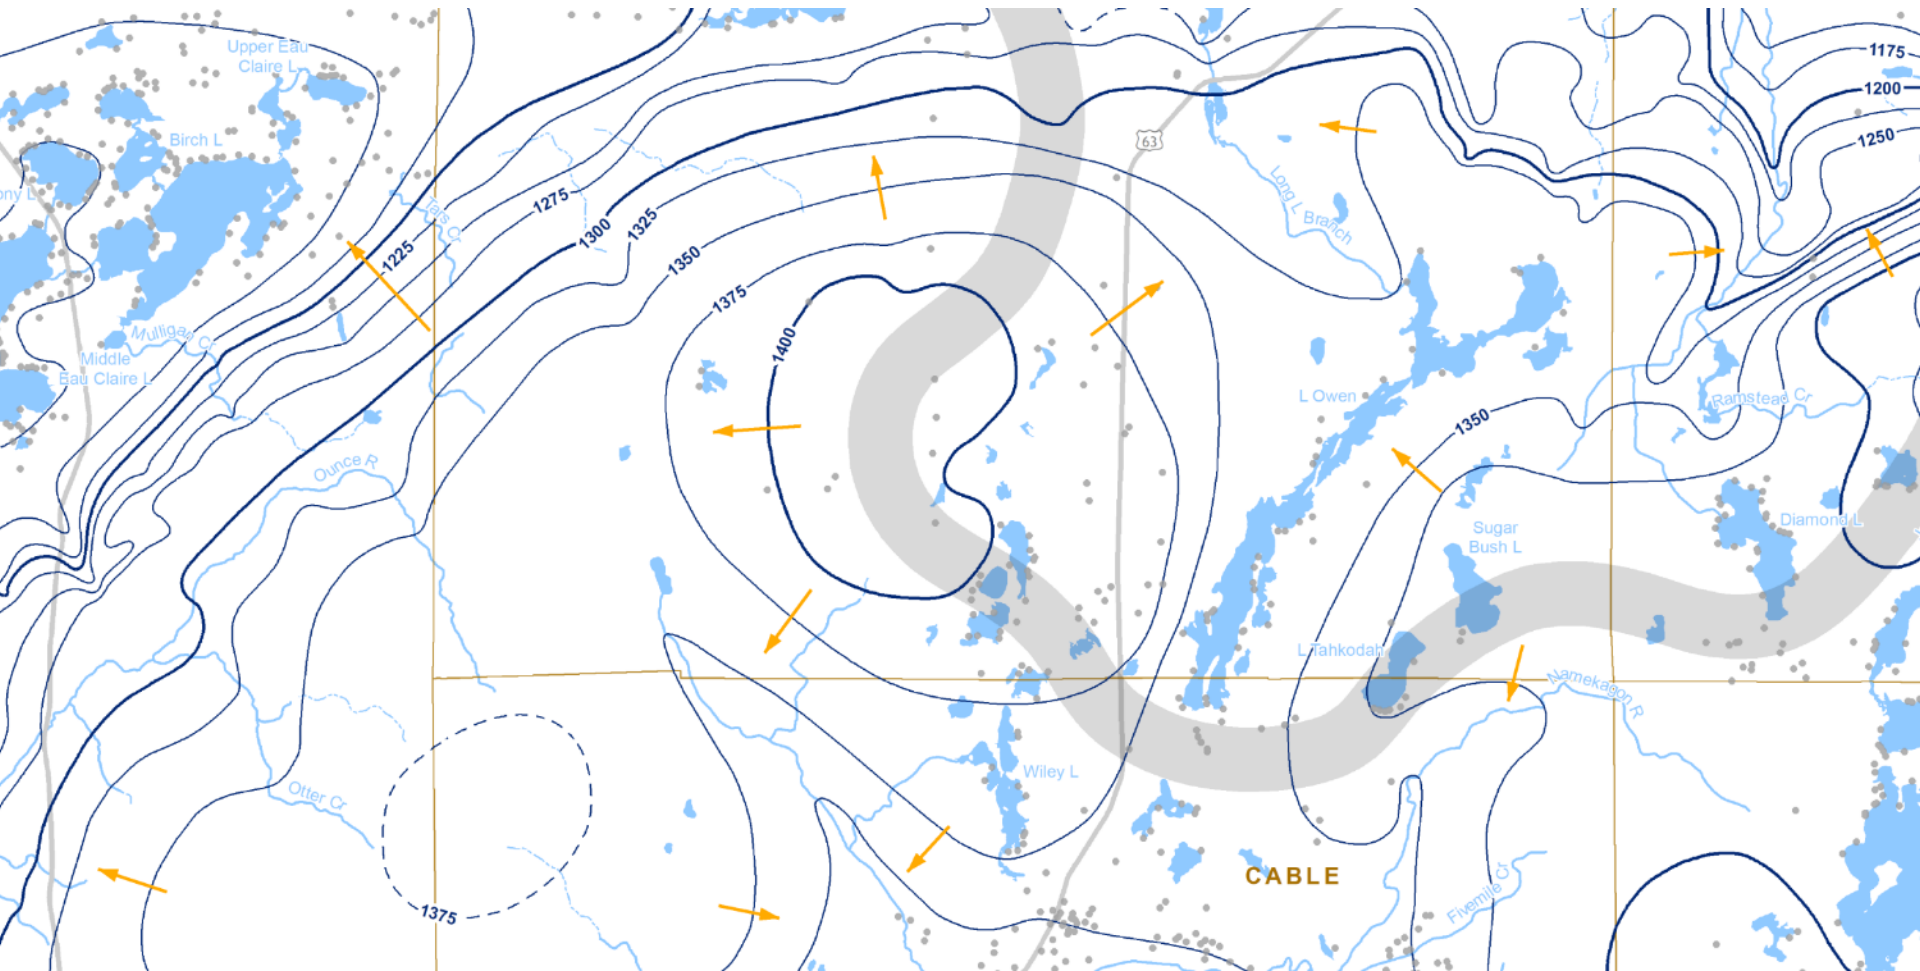 Upper Eau
Claire L
1175
1200
Birch L
63
1250
ony L
1275
Long L Branch
Tars Cr
1325
1300
1225
1350
1375
Mulligan Cr
1400
Middle
Eau Claire L
L Owen
Ramstead Cr
1350
Ounce R
Sugar
Bush L
Diamond L
L Tahkodah
Namekagon R
Wiley L
Otter Cr
CABLE
Fivemile Cr
1375